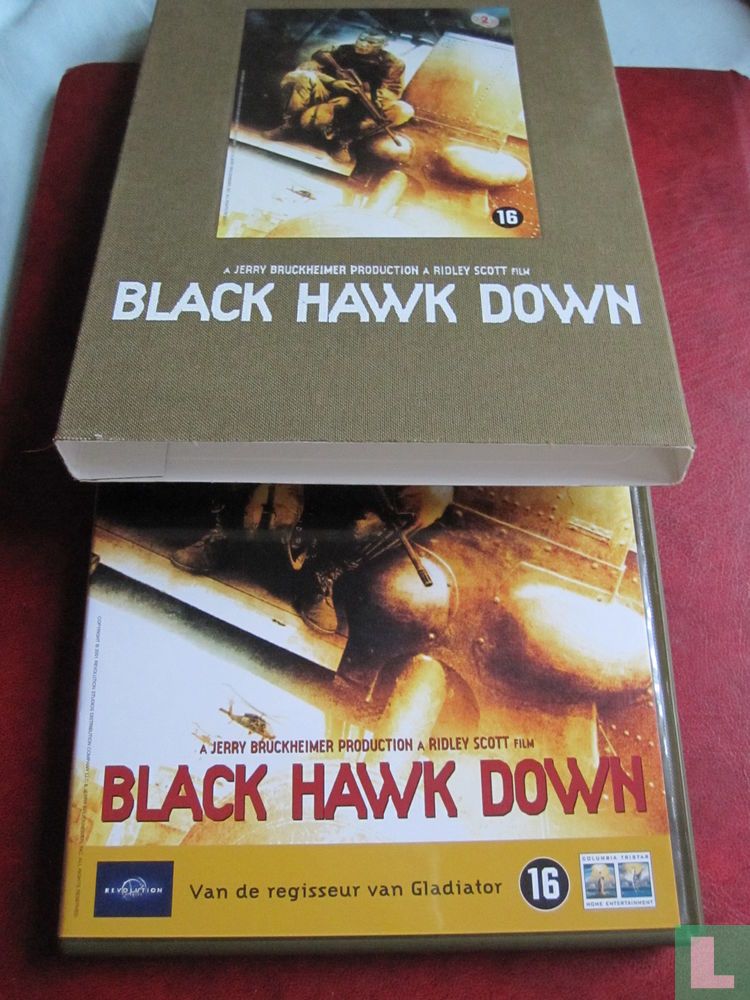 2
16
A JERRY BRUCKHEIMER PRODUCTION A RIDLEY SCOTT FILM
BLACK HAWK DOWN
A JERRY BRUCKHEIMER PRODUCTION A RIDLEY SCOTT FILM
BLACK HAWK DOWN
REVOLUTION
Van de regisseur van Gladiator
16
COLUMBIA TRISTAR
HOME ENTERTAINMENT
L